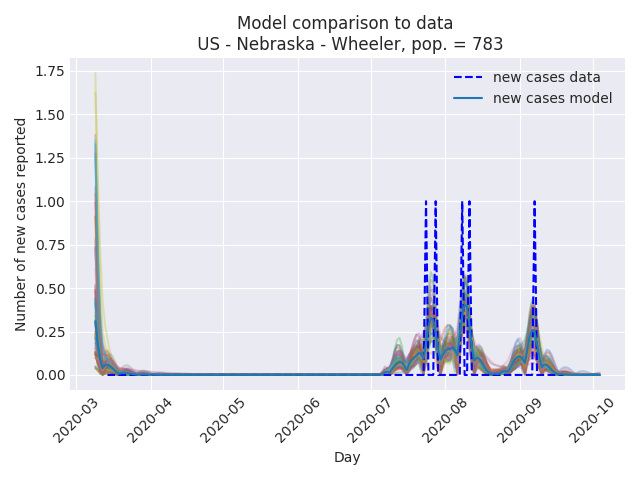 Model comparison to data
US - Nebraska - Wheeler, pop. = 783
new cases data
new cases model
Number of new cases reported
1.75
1.50
1.25
1.00
0.75
0.50
0.25
0.00
2020-03
2020-04
2020-05
2020-06
2020-07
2020-08
2020-09
2020-10
Day